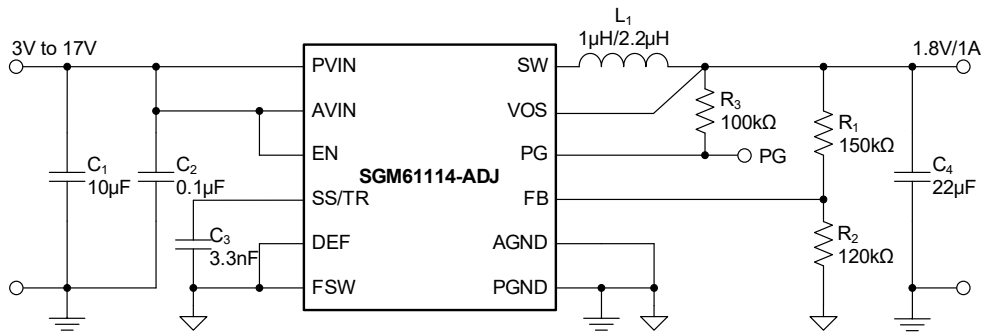 L1
1µH/2.2µH
3V to 17V
1.8V/1A
PVIN
SW
AVIN
VOS
R3
100kΩ
R1
150kΩ
EN
PG
PG
C1
10µF
C2
0.1µF
SGM61114-ADJ
C4
22µF
SS/TR
FB
C3
3.3nF
DEF
AGND
R2
120kΩ
FSW
PGND